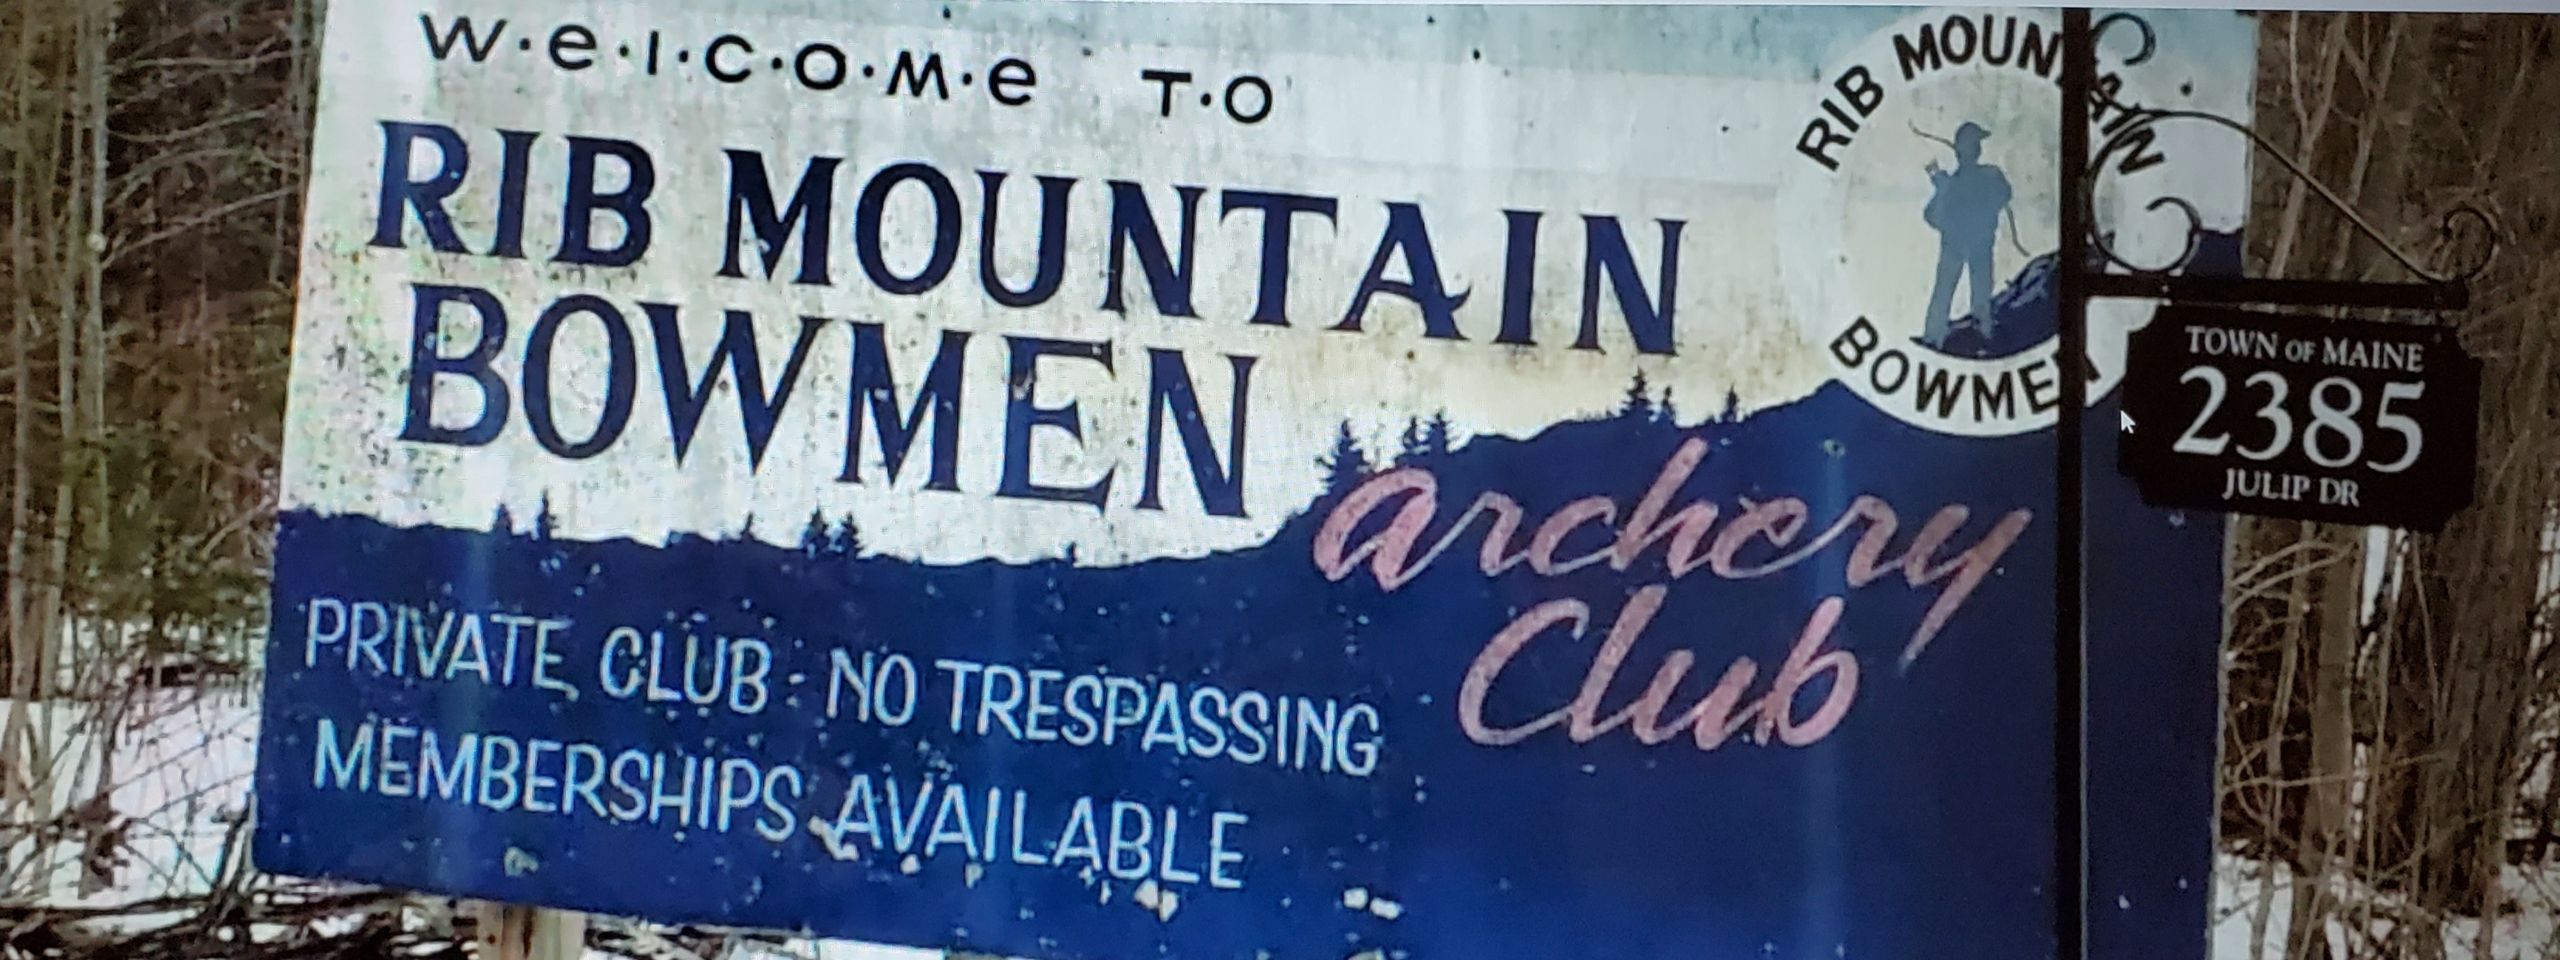 W·e·l·c·o·M·e T·O
RIB MOUNTAIN
BOWMEN
archery
Club
PRIVATE CLUB - NO TRESPASSING
MEMBERSHIPS AVAILABLE
RIB MOUNTAIN
BOWMEN
TOWN OF MAINE
2385
JULIP DR